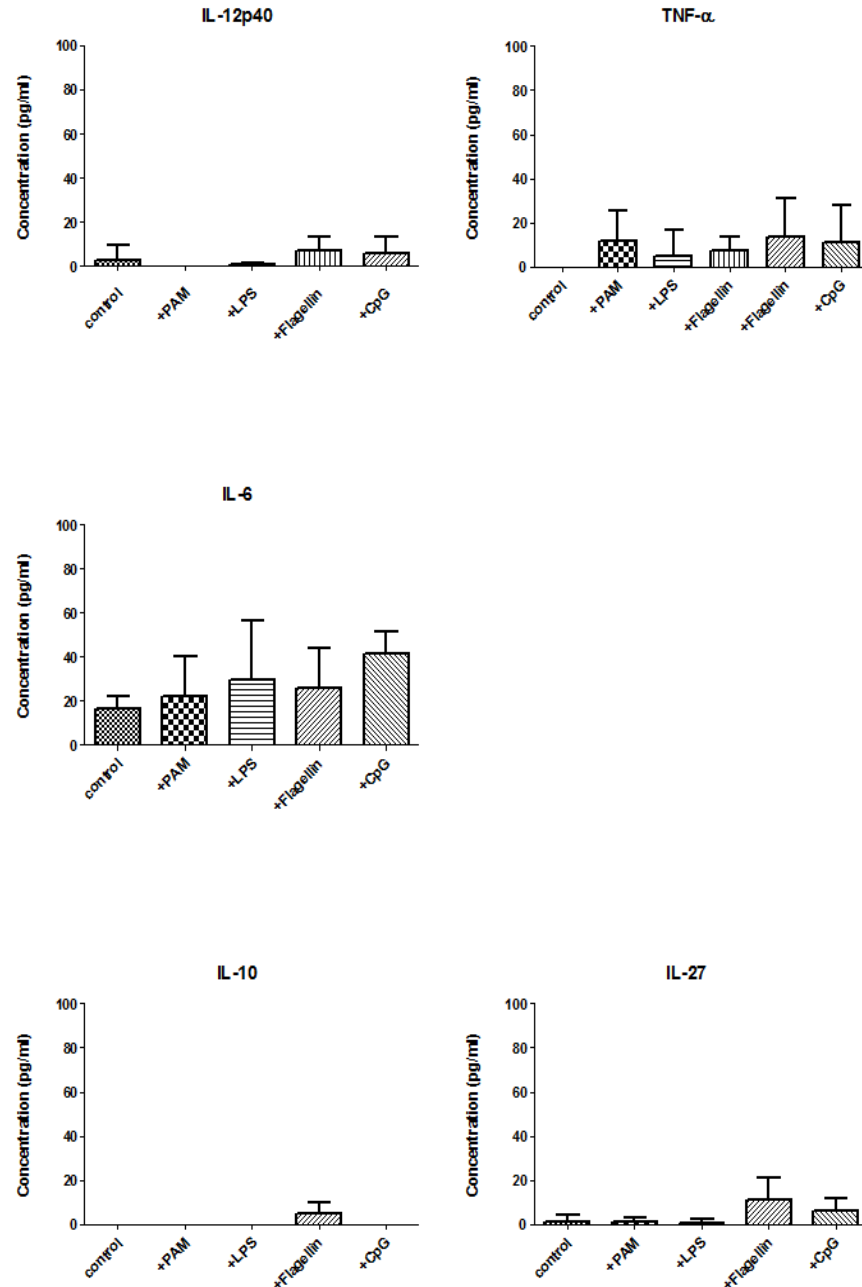 IL-12p40
Concentration (pg/ml)
100
80
60
40
20
0
control
+PAM
+LPS
+Flagellin
+CpG
TNF-α.
Concentration (pg/ml)
100
80
60
40
20
0
control
+PAM
+LPS
+Flagellin
+Flagellin
+CpG
IL-6
Concentration (pg/ml)
100
80
60
40
20
0
control
+PAM
+LPS
+Flagellin
+CpG
IL-10
Concentration (pg/ml)
100
80
60
40
20
0
control
+PAM
+LPS
+Flagellin
+CpG
IL-27
Concentration (pg/ml)
100
80
60
40
20
0
control
+PAM
+LPS
+Flagellin
+CpG